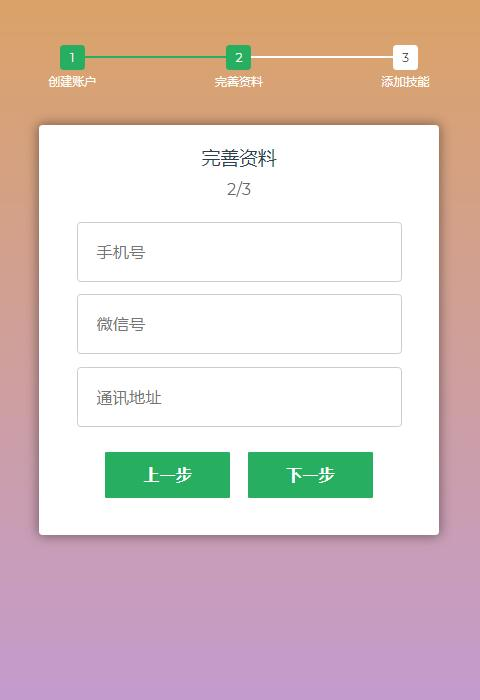 1 2 3
创建账户 完善资料 添加技能
完善资料
2/3
手机号
微信号
通讯地址
上一步 下一步